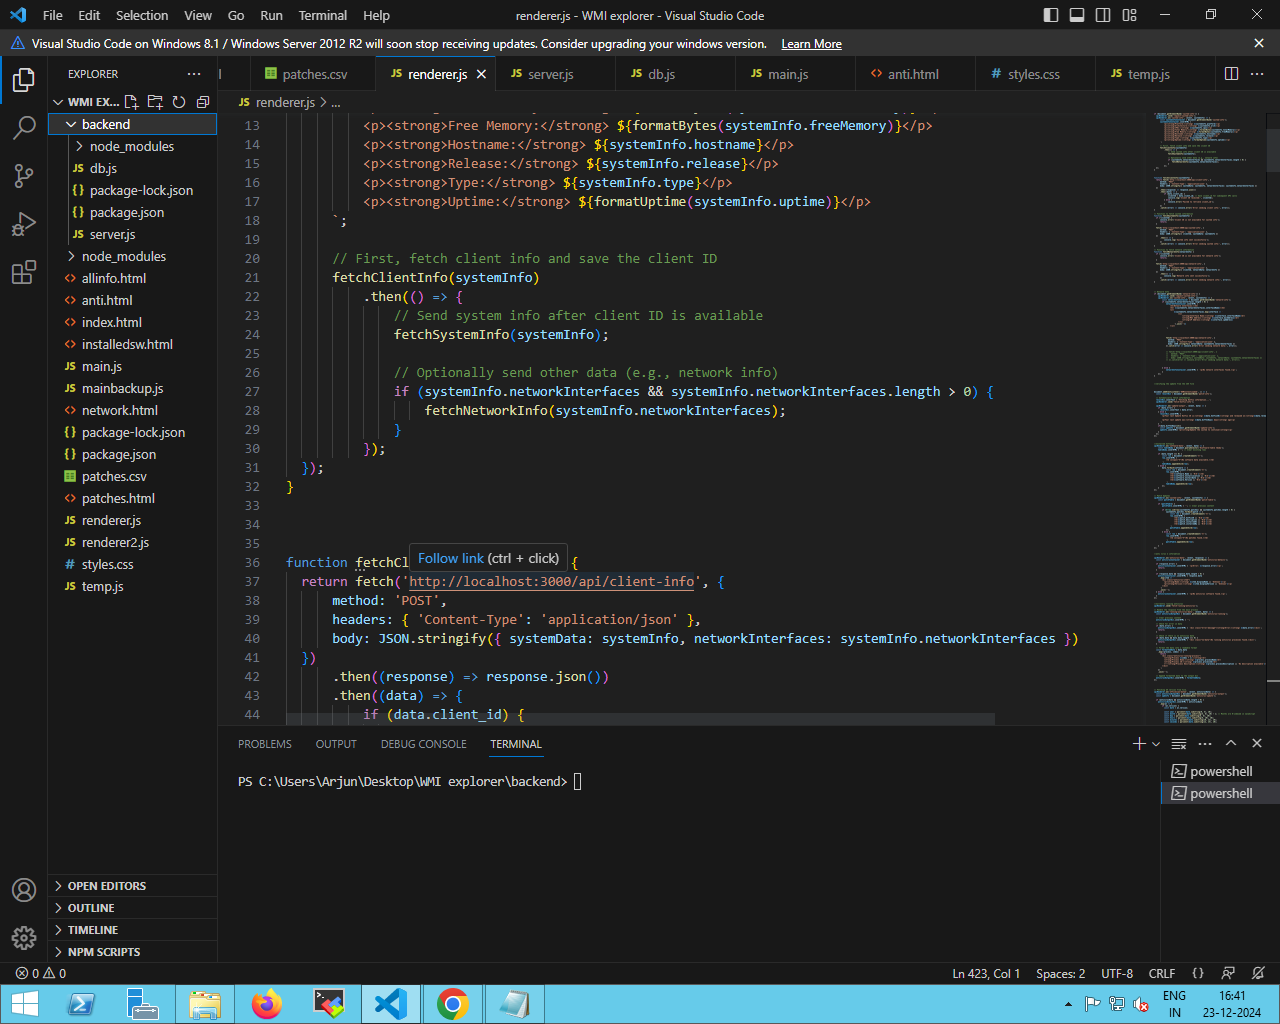 File Edit Selection View Go Run Terminal Help renderer.js - WMI explorer - Visual Studio Code
Visual Studio Code on Windows 8.1 / Windows Server 2012 R2 will soon stop receiving updates. Consider upgrading your windows version. Learn More
EXPLORER
patches.csv renderer.js server.js db.js main.js anti.html styles.css temp.js
WMI EX...
renderer.js > ...
backend
node_modules
db.js
package-lock.json
package.json
server.js
node_modules
allinfo.html
anti.html
index.html
installedsw.html
main.js
mainbackup.js
network.html
package-lock.json
package.json
patches.csv
patches.html
renderer.js
renderer2.js
styles.css
temp.js
OPEN EDITORS
OUTLINE
TIMELINE
NPM SCRIPTS
13 <p><strong>Free Memory:</strong> ${formatBytes(systemInfo.freeMemory)}</p>
14 <p><strong>Hostname:</strong> ${systemInfo.hostname}</p>
15 <p><strong>Release:</strong> ${systemInfo.release}</p>
16 <p><strong>Type:</strong> ${systemInfo.type}</p>
17 <p><strong>Uptime:</strong> ${formatUptime(systemInfo.uptime)}</p>
18 `;
19
20 // First, fetch client info and save the client ID
21 fetchClientInfo(systemInfo)
22 .then(() => {
23 // Send system info after client ID is available
24 fetchSystemInfo(systemInfo);
25
26 // Optionally send other data (e.g., network info)
27 if (systemInfo.networkInterfaces && systemInfo.networkInterfaces.length > 0) {
28 fetchNetworkInfo(systemInfo.networkInterfaces);
29 }
30 });
31 });
32 }
33
34
35
Follow link (ctrl + click)
36 function fetchCl {
37 return fetch('http://localhost:3000/api/client-info', {
38 method: 'POST',
39 headers: { 'Content-Type': 'application/json' },
40 body: JSON.stringify({ systemData: systemInfo, networkInterfaces: systemInfo.networkInterfaces })
41 })
42 .then((response) => response.json())
43 .then((data) => {
44 if (data.client_id) {
PROBLEMS OUTPUT DEBUG CONSOLE TERMINAL
PS C:\Users\Arjun\Desktop\WMI explorer\backend>
powershell
powershell
0 0 Ln 423, Col 1 Spaces: 2 UTF-8 CRLF { }
ENG
IN
16:41
23-12-2024